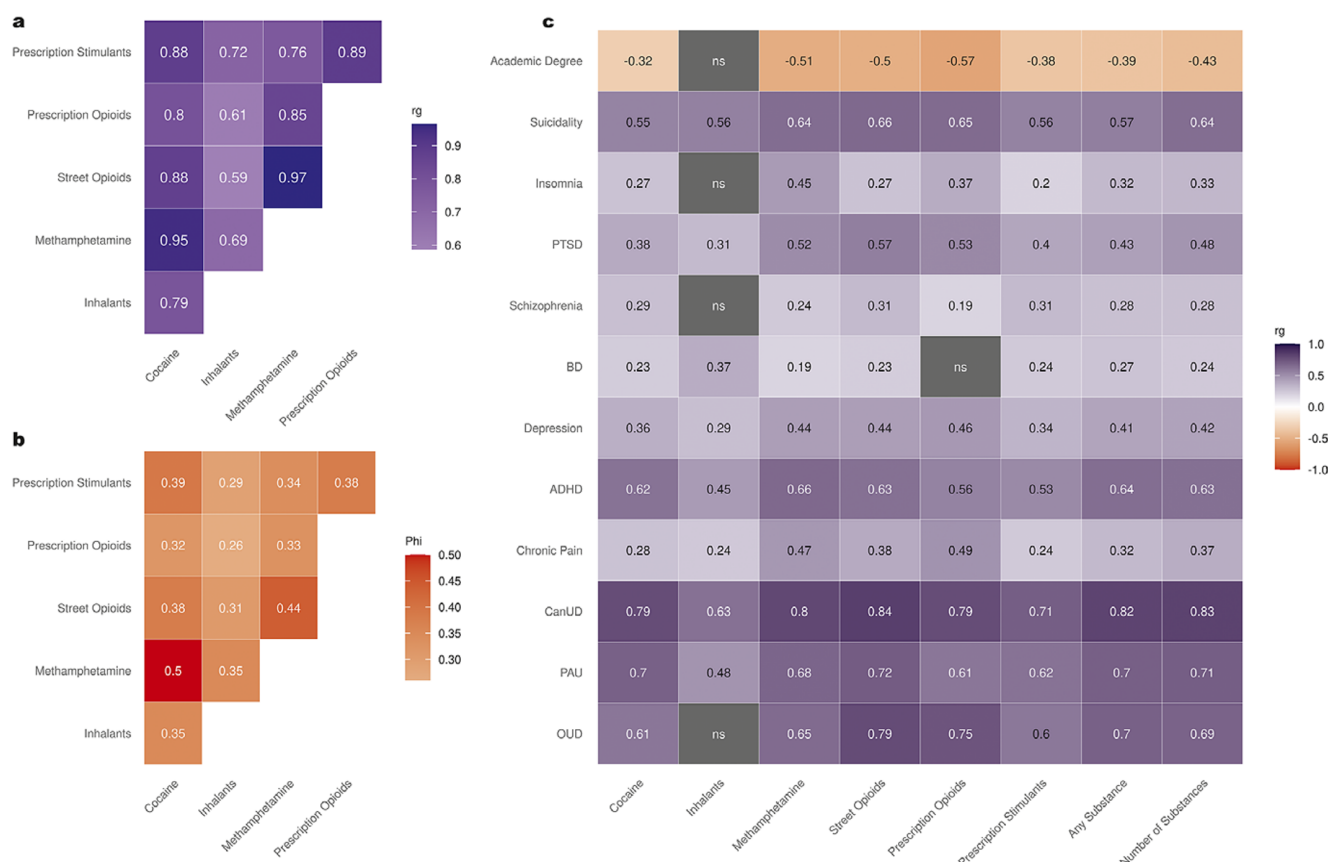 a
Prescription Stimulants 0.88 0.72 0.76 0.89
Prescription Opioids 0.8 0.61 0.85
Street Opioids 0.88 0.59 0.97
Methamphetamine 0.95 0.69
Inhalants 0.79
Cocaine Inhalants Methamphetamine Prescription Opioids
rg
0.9
0.8
0.7
0.6
b
Prescription Stimulants 0.39 0.29 0.34 0.38
Prescription Opioids 0.32 0.26 0.33
Street Opioids 0.38 0.31 0.44
Methamphetamine 0.5 0.35
Inhalants 0.35
Cocaine Inhalants Methamphetamine Prescription Opioids
Phi
0.50
0.45
0.40
0.35
0.30
c
Academic Degree -0.32 ns -0.51 -0.5 -0.57 -0.38 -0.39 -0.43
Suicidality 0.55 0.56 0.64 0.66 0.65 0.56 0.57 0.64
Insomnia 0.27 ns 0.45 0.27 0.37 0.2 0.32 0.33
PTSD 0.38 0.31 0.52 0.57 0.53 0.4 0.43 0.48
Schizophrenia 0.29 ns 0.24 0.31 0.19 0.31 0.28 0.28
BD 0.23 0.37 0.19 0.23 ns 0.24 0.27 0.24
Depression 0.36 0.29 0.44 0.44 0.46 0.34 0.41 0.42
ADHD 0.62 0.45 0.66 0.63 0.56 0.53 0.64 0.63
Chronic Pain 0.28 0.24 0.47 0.38 0.49 0.24 0.32 0.37
CanUD 0.79 0.63 0.8 0.84 0.79 0.71 0.82 0.83
PAU 0.7 0.48 0.68 0.72 0.61 0.62 0.7 0.71
OUD 0.61 ns 0.65 0.79 0.75 0.6 0.7 0.69
Cocaine Inhalants Methamphetamine Street Opioids Prescription Opioids Prescription Stimulants Any Substance Number of Substances
rg
1.0
0.5
0.0
-0.5
-1.0